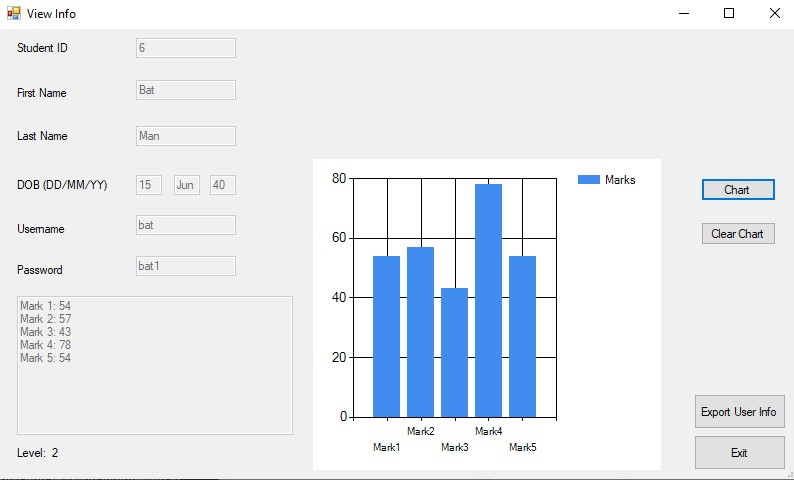 View Info
Student ID 6
First Name Bat
Last Name Man
DOB (DD/MM/YY) 15 Jun 40
Username bat
Password bat1
Mark 1: 54
Mark 2: 57
Mark 3: 43
Mark 4: 78
Mark 5: 54
Level: 2
80
60
40
20
0
Mark2 Mark4
Mark1 Mark3 Mark5
Marks
Chart
Clear Chart
Export User Info
Exit